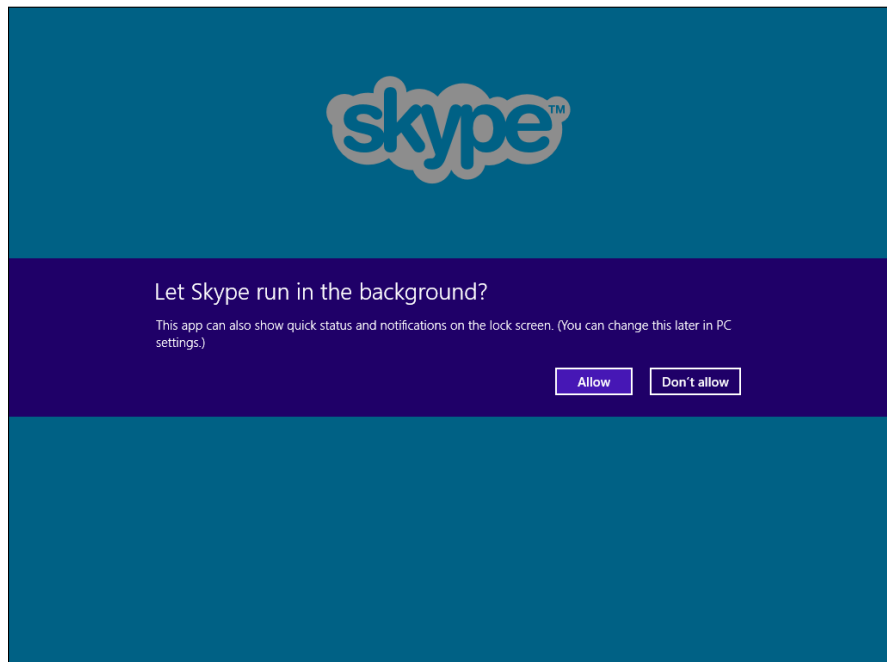 skype™
Let Skype run in the background?
This app can also show quick status and notifications on the lock screen. (You can change this later in PC
settings.)
Allow Don't allow